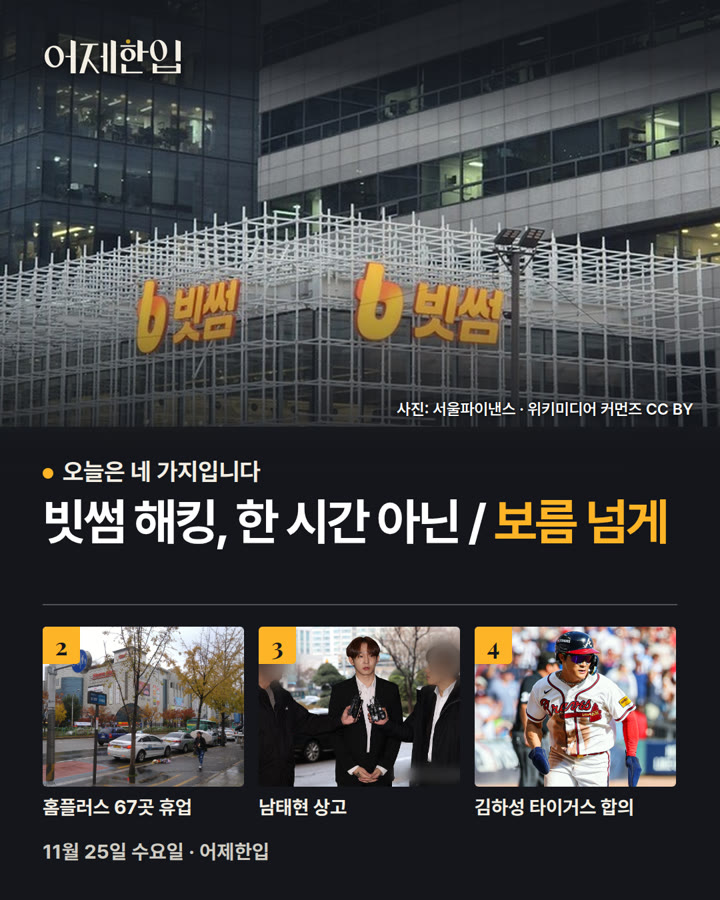 어제한입
빗썸
빗썸
사진: 서울파이낸스 · 위키미디어 커먼즈 CC BY
오늘은 네 가지입니다
빗썸 해킹, 한 시간 아닌 / 보름 넘게
2
3
4
Braves
홈플러스 67곳 휴업
남태현 상고
김하성 타이거스 합의
11월 25일 수요일 · 어제한입